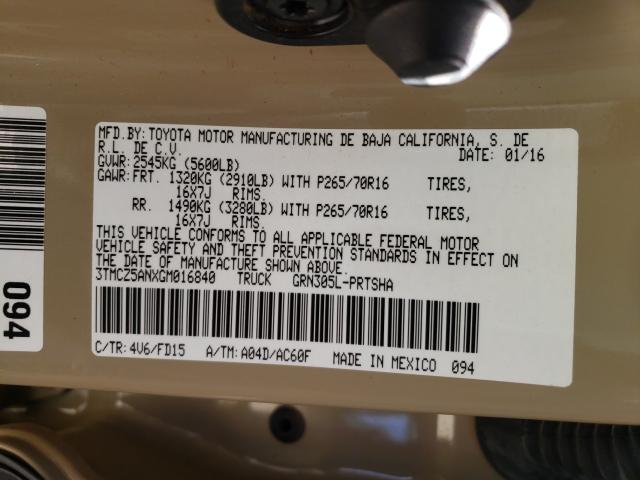 MFD.BY: TOYOTA MOTOR MANUFACTURING DE BAJA CALIFORNIA, S. DE
R.L. DE C.V. DATE: 01/16
GVWR: 2545KG (5600LB)
GAWR: FRT. 1320KG (2910LB) WITH P265/70R16 TIRES,
16X7J RIMS.
RR. 1490KG (3280LB) WITH P265/70R16 TIRES,
16X7J RIMS.
THIS VEHICLE CONFORMS TO ALL APPLICABLE FEDERAL MOTOR
VEHICLE SAFETY AND THEFT PREVENTION STANDARDS IN EFFECT ON
THE DATE OF MANUFACTURE SHOWN ABOVE.
3TMCZ5ANXGM016840 TRUCK GRN305L-PRTSHA
C/TR: 4V6/FD15 A/TM: A04D/AC60F MADE IN MEXICO 094
094